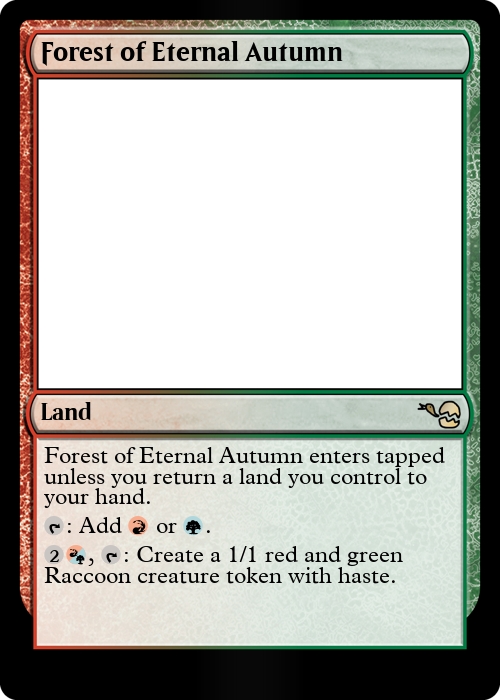 Forest of Eternal Autumn
Land
Forest of Eternal Autumn enters tapped
unless you return a land you control to
your hand.
: Add or .
2 , : Create a 1/1 red and green
Raccoon creature token with haste.